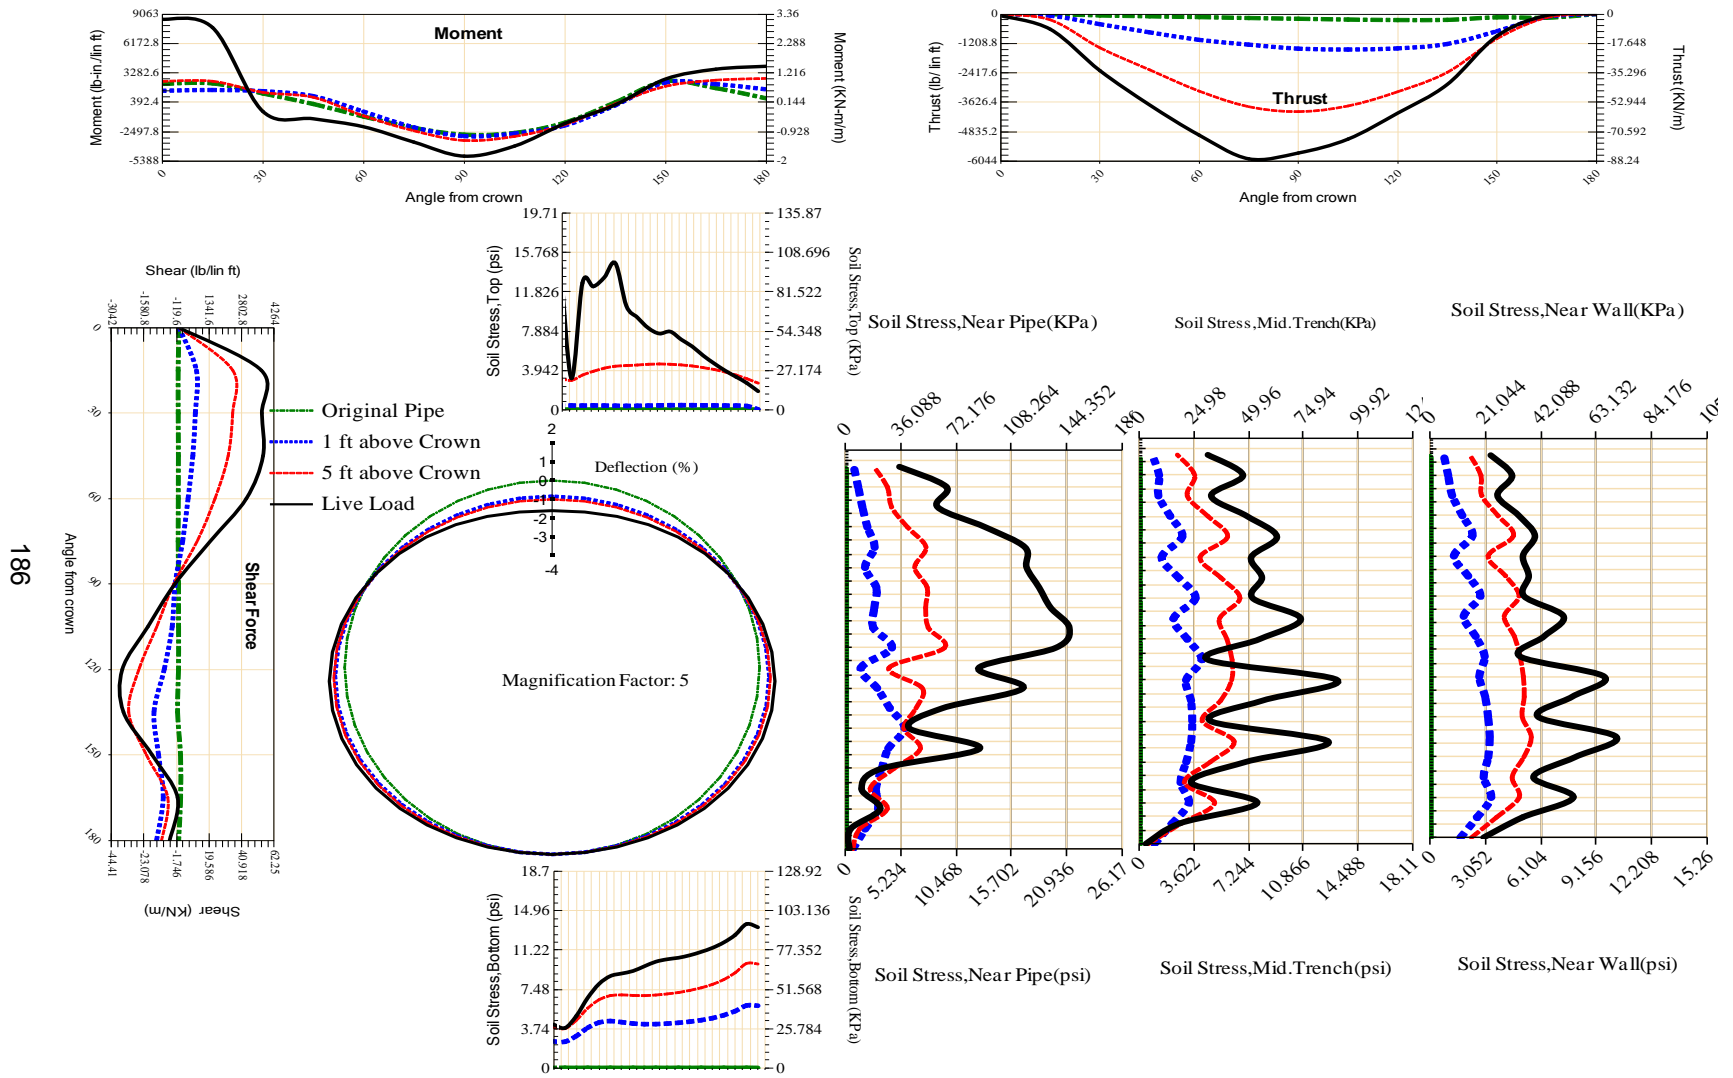 9063
6172.8
3282.6
392.4
-2497.8
-5388
Moment (lb-in./lin ft)
Moment
3.36
2.288
1.216
0.144
-0.928
-2
Moment (KN-m/m)
0 30 60 90 120 150 180
Angle from crown
0
-1208.8
-2417.6
-3626.4
-4835.2
-6044
Thrust (lb/ lin ft)
Thrust
0
-17.648
-35.296
-52.944
-70.592
-88.24
Thrust (KN/m)
0 30 60 90 120 150 180
Angle from crown
19.71
15.768
11.826
7.884
3.942
0
Soil Stress,Top (psi)
135.87
108.696
81.522
54.348
27.174
0
Soil Stress,Top (KPa)
Shear (lb/lin ft)
-3042 -1580.8 -119.6 1341.6 2802.8 4264
0
30
60
90
120
150
180
Angle from crown
Shear Force
-44.41 -23.078 -1.746 19.586 40.918 62.25
Shear (KN/m)
186
Original Pipe
1 ft above Crown
5 ft above Crown
Live Load
2
1
0
-1
-2
-3
-4
Deflection (%)
Magnification Factor: 5
18.7
14.96
11.22
7.48
3.74
0
Soil Stress,Bottom (psi)
128.92
103.136
77.352
51.568
25.784
0
Soil Stress,Bottom (KPa)
Soil Stress,Near Pipe(KPa)
0 36.088 72.176 108.264 144.352
0 5.234 10.468 15.702 20.936 26.17
Soil Stress,Near Pipe(psi)
Soil Stress,Mid.Trench(KPa)
0 24.98 49.96 74.94 99.92
0 3.622 7.244 10.866 14.488 18.11
Soil Stress,Mid.Trench(psi)
Soil Stress,Near Wall(KPa)
0 21.044 42.088 63.132 84.176
0 3.052 6.104 9.156 12.208 15.26
Soil Stress,Near Wall(psi)